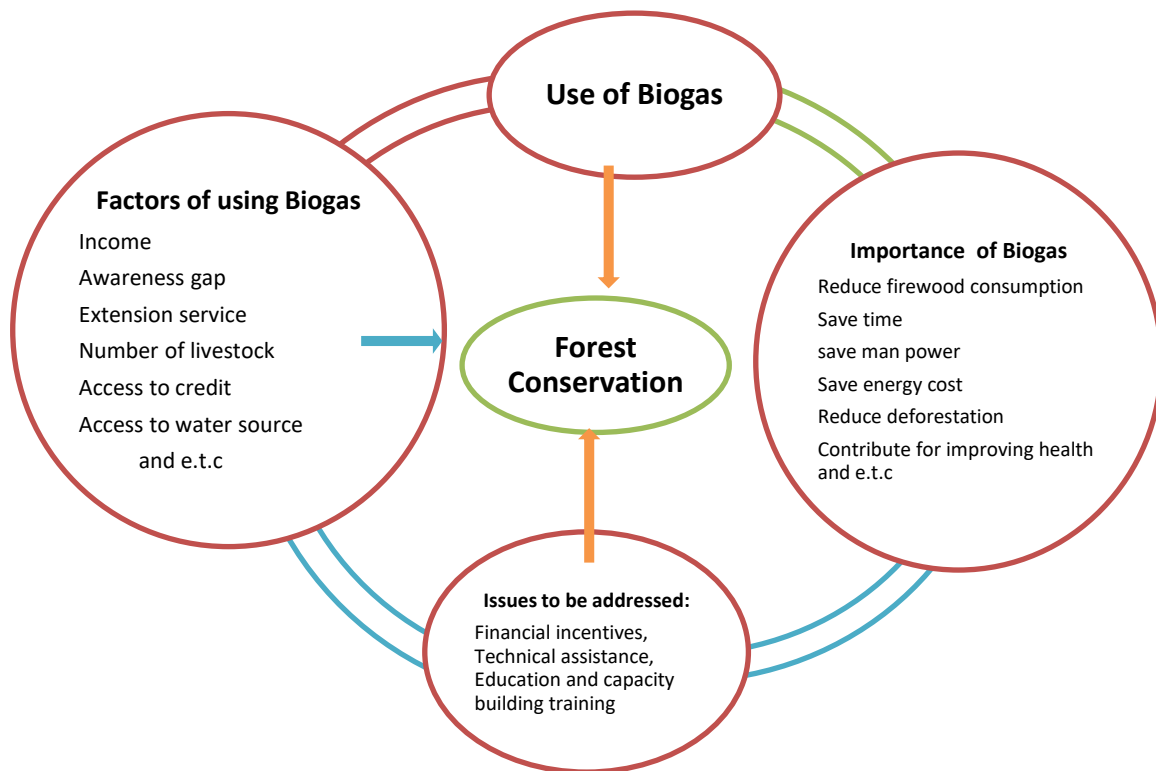 Use of Biogas
Factors of using Biogas
Income
Awareness gap
Extension service
Number of livestock
Access to credit
Access to water source
and e.t.c
Forest
Conservation
Importance of Biogas
Reduce firewood consumption
Save time
save man power
Save energy cost
Reduce deforestation
Contribute for improving health
and e.t.c
Issues to be addressed:
Financial incentives,
Technical assistance,
Education and capacity
building training